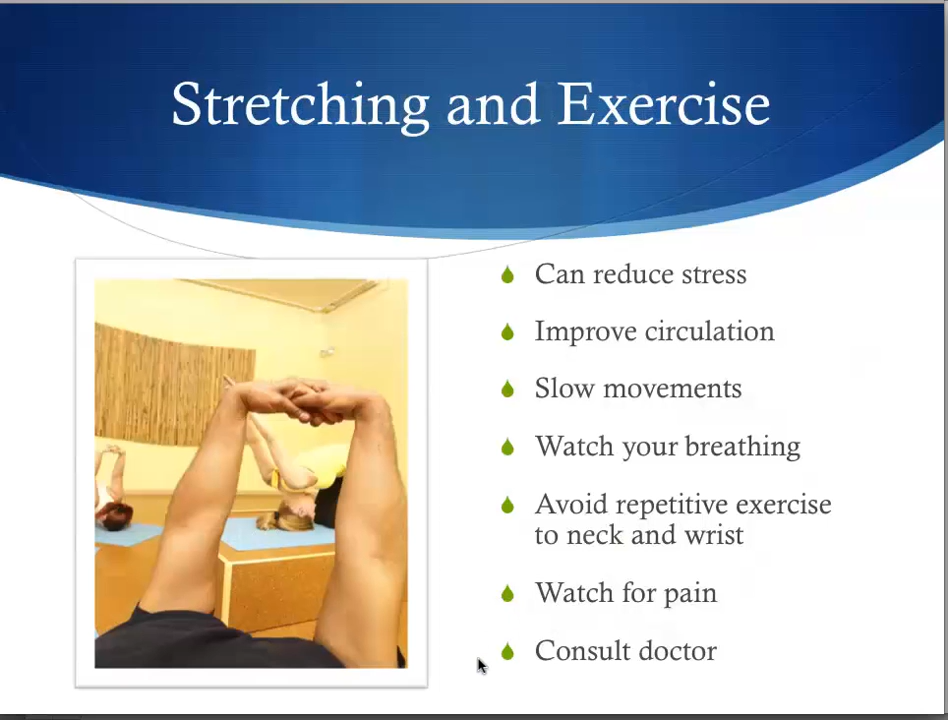 Stretching and Exercise
Can reduce stress
Improve circulation
Slow movements
Watch your breathing
Avoid repetitive exercise
to neck and wrist
Watch for pain
Consult doctor